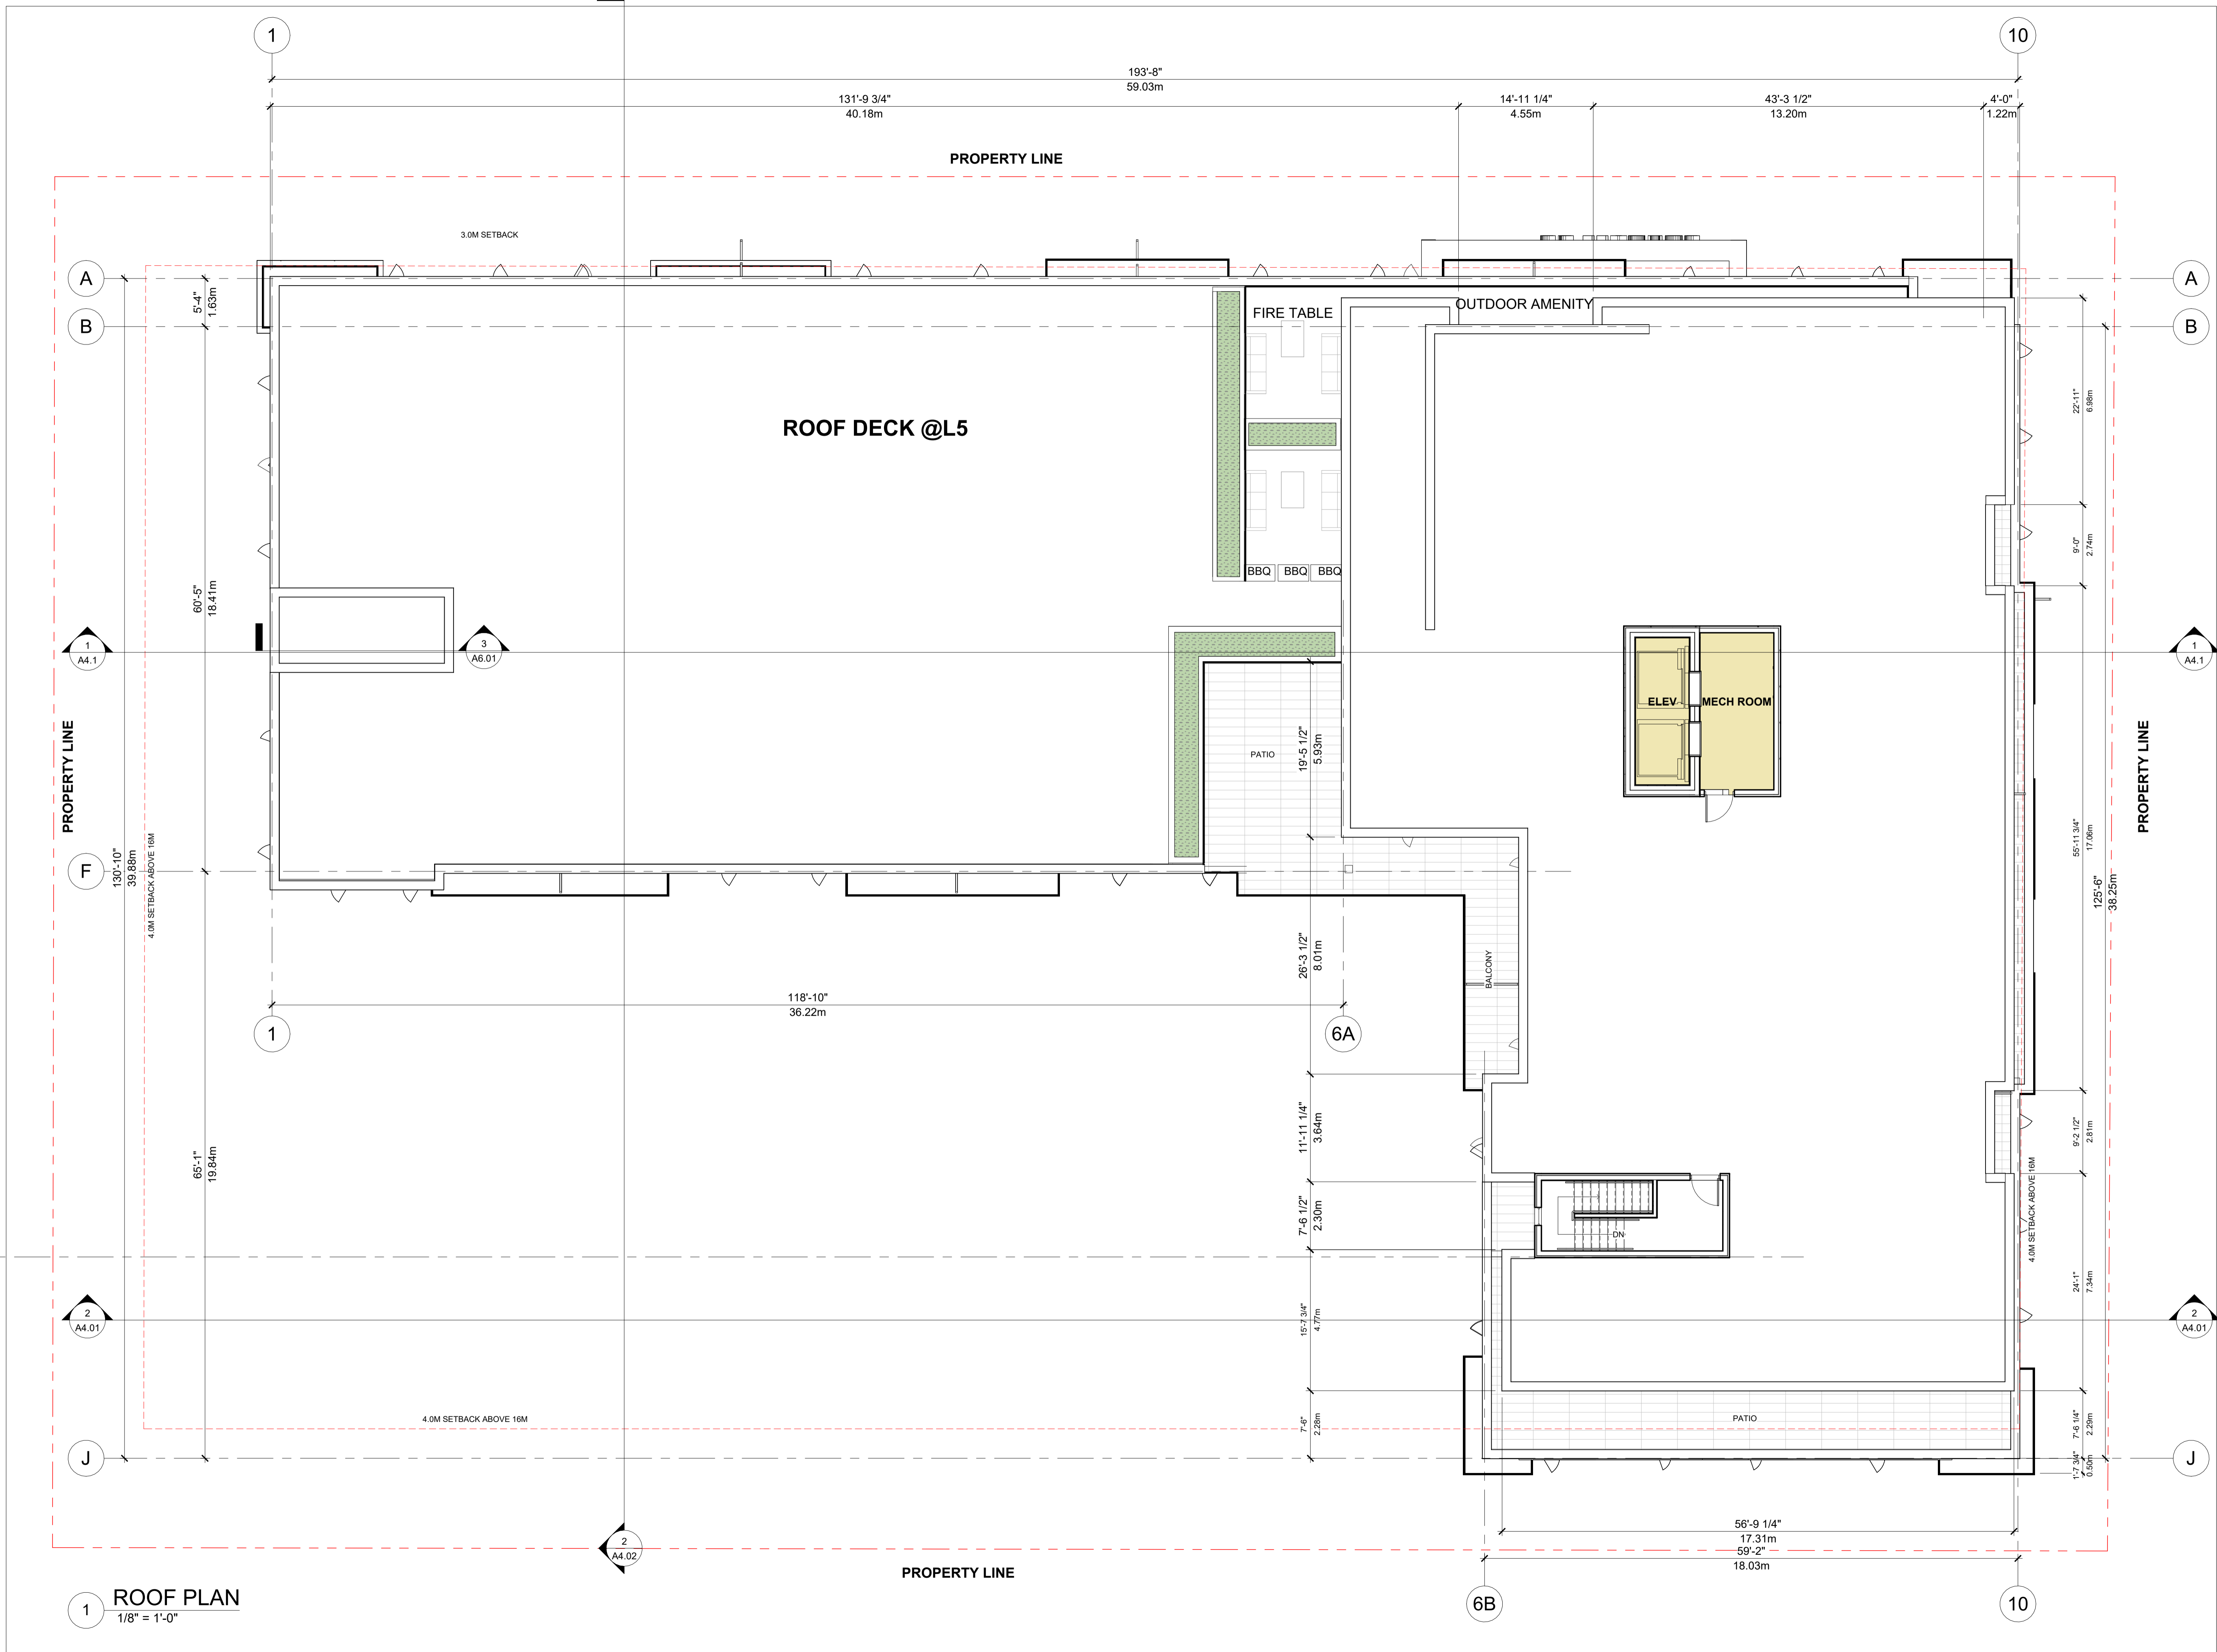 1
10
193'-8"
59.03m
131'-9 3/4"
40.18m
14'-11 1/4"
4.55m
43'-3 1/2"
13.20m
4'-0"
1.22m
PROPERTY LINE
3.0M SETBACK
A
A
5'-4"
1.63m
B
B
FIRE TABLE
OUTDOOR AMENITY
22'-11"
6.98m
ROOF DECK @L5
9'-0"
2.74m
BBQ
BBQ
BBQ
60'-5"
18.41m
1
A4.1
3
A6.01
1
A4.1
ELEV
MECH ROOM
PROPERTY LINE
PROPERTY LINE
PATIO
19'-5 1/2"
5.93m
55'-11 3/4"
17.06m
F
130'-10"
39.88m
4.0M SETBACK ABOVE 16M
125'-6"
38.25m
26'-3 1/2"
8.01m
BALCONY
118'-10"
36.22m
1
6A
11'-11 1/4"
3.64m
9'-2 1/2"
2.81m
65'-1"
19.84m
7'-6 1/2"
2.30m
DN
4.0M SETBACK ABOVE 16M
24'-1"
7.34m
15'-7 3/4"
4.77m
2
A4.01
2
A4.01
4.0M SETBACK ABOVE 16M
7'-6"
2.28m
PATIO
7'-6 1/4"
2.29m
J
J
1'-7 3/4"
0.50m
56'-9 1/4"
17.31m
59'-2"
18.03m
2
A4.02
PROPERTY LINE
6B
10
1
ROOF PLAN
1/8" = 1'-0"